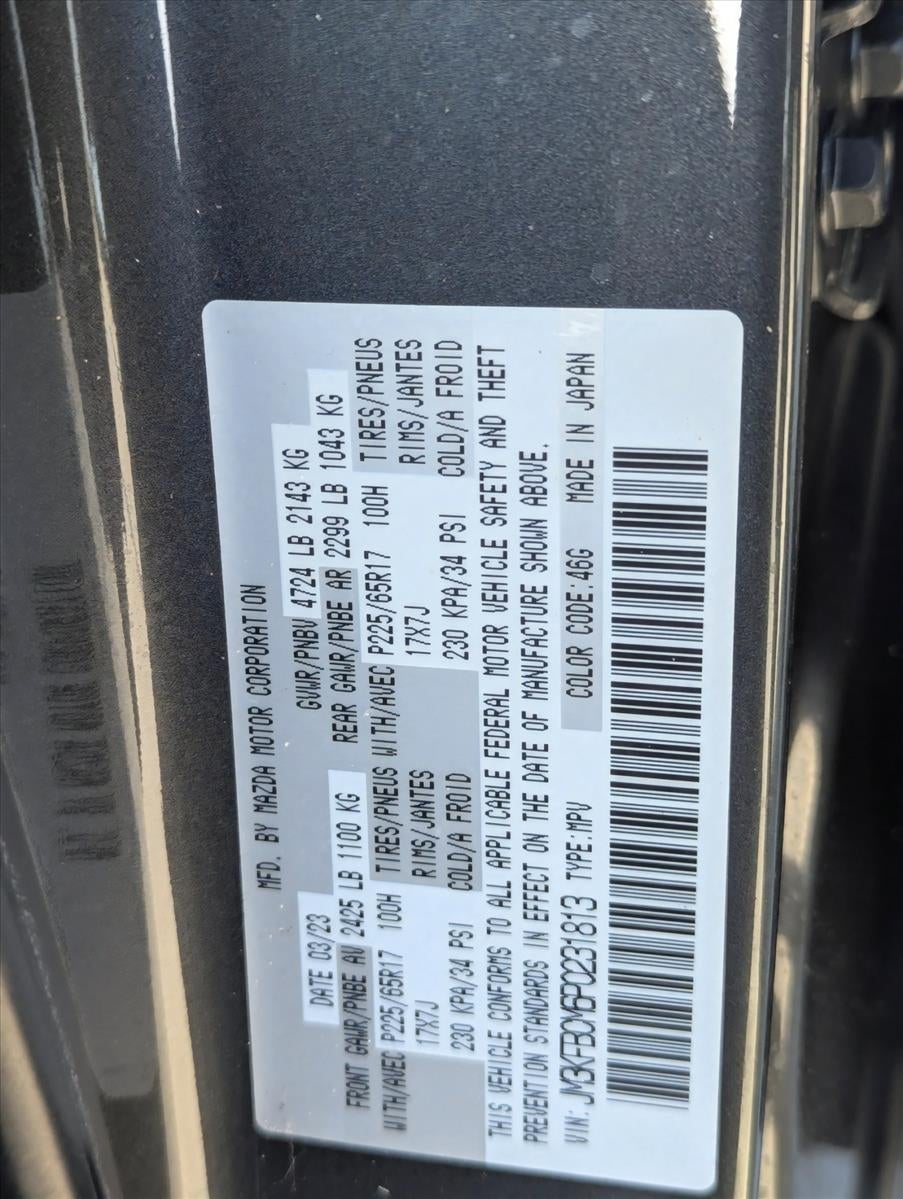 MFD. BY MAZDA MOTOR CORPORATION
DATE 03/23 GVWR/PNBV 4724 LB 2143 KG
FRONT GAWR/PNBE AV 2425 LB 1100 KG REAR GAWR/PNBE AR 2299 LB 1043 KG
WITH/AVEC P225/65R17 100H TIRES/PNEUS WITH/AVEC P225/65R17 100H TIRES/PNEUS
17X7J RIMS/JANTES 17X7J RIMS/JANTES
230 KPA/34 PSI COLD/A FROID 230 KPA/34 PSI COLD/A FROID
THIS VEHICLE CONFORMS TO ALL APPLICABLE FEDERAL MOTOR VEHICLE SAFETY AND THEFT
PREVENTION STANDARDS IN EFFECT ON THE DATE OF MANUFACTURE SHOWN ABOVE.
VIN: JM3KFBCM6P0231813 TYPE:MPV COLOR CODE:46G MADE IN JAPAN